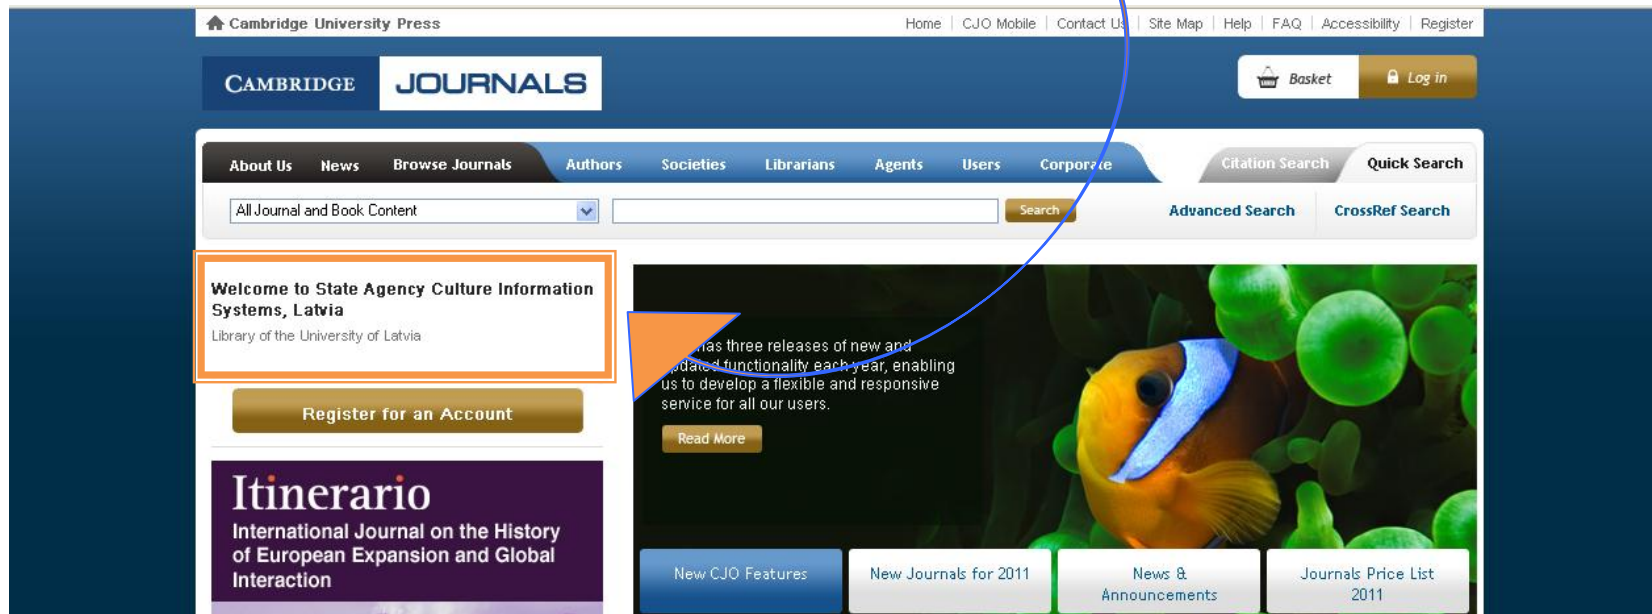 Cambridge University Press
Home | CJO Mobile | Contact Us | Site Map | Help | FAQ | Accessibility | Register
CAMBRIDGE JOURNALS
Basket
Log in
About Us News Browse Journals Authors Societies Librarians Agents Users Corporate
Citation Search Quick Search
All Journal and Book Content
Search
Advanced Search CrossRef Search
Welcome to State Agency Culture Information
Systems, Latvia
Library of the University of Latvia
Register for an Account
has three releases of new and
updated functionality each year, enabling
us to develop a flexible and responsive
service for all our users.
Read More
Itinerario
International Journal on the History
of European Expansion and Global
Interaction
New CJO Features
New Journals for 2011
News &
Announcements
Journals Price List
2011